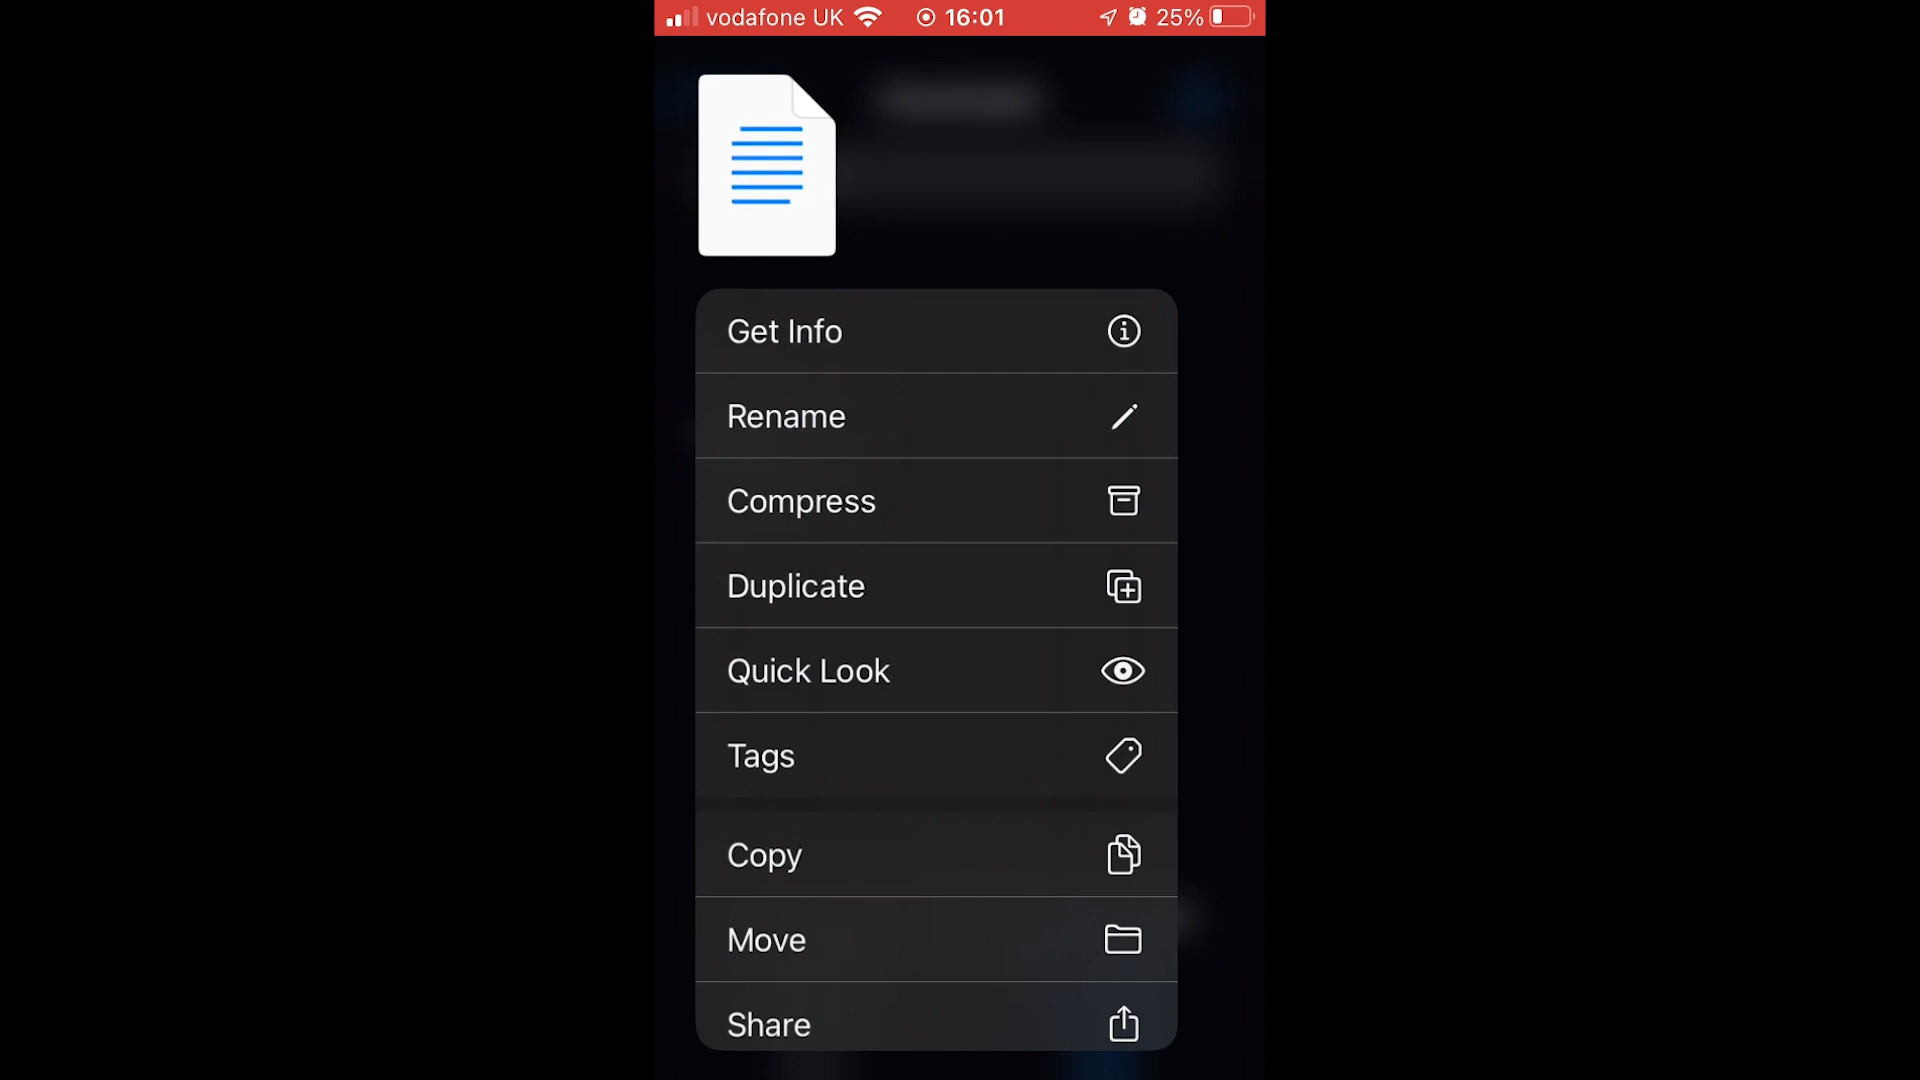 vodafone UK 16:01 25%
Get Info
Rename
Compress
Duplicate
Quick Look
Tags
Copy
Move
Share